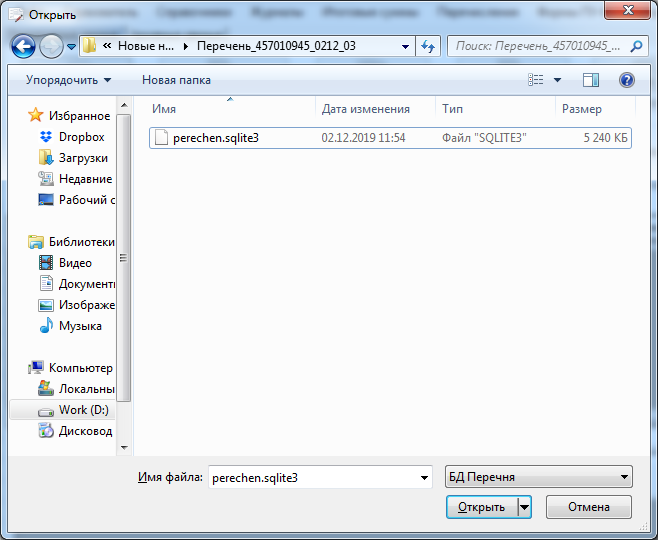 Открыть
« Новые н... Перечень_457010945_0212_03
Поиск: Перечень_457010945_...
Упорядочить Новая папка
Имя Дата изменения Тип Размер
perechen.sqlite3 02.12.2019 11:54 Файл "SQLITE3" 5 240 КБ
Избранное
Dropbox
Загрузки
Недавние
Рабочий с
Библиотеки
Видео
Документ
Изображе
Музыка
Компьютер
Локальны
Work (D:)
Дисковод
Имя файла: perechen.sqlite3 БД Перечня
Открыть Отмена